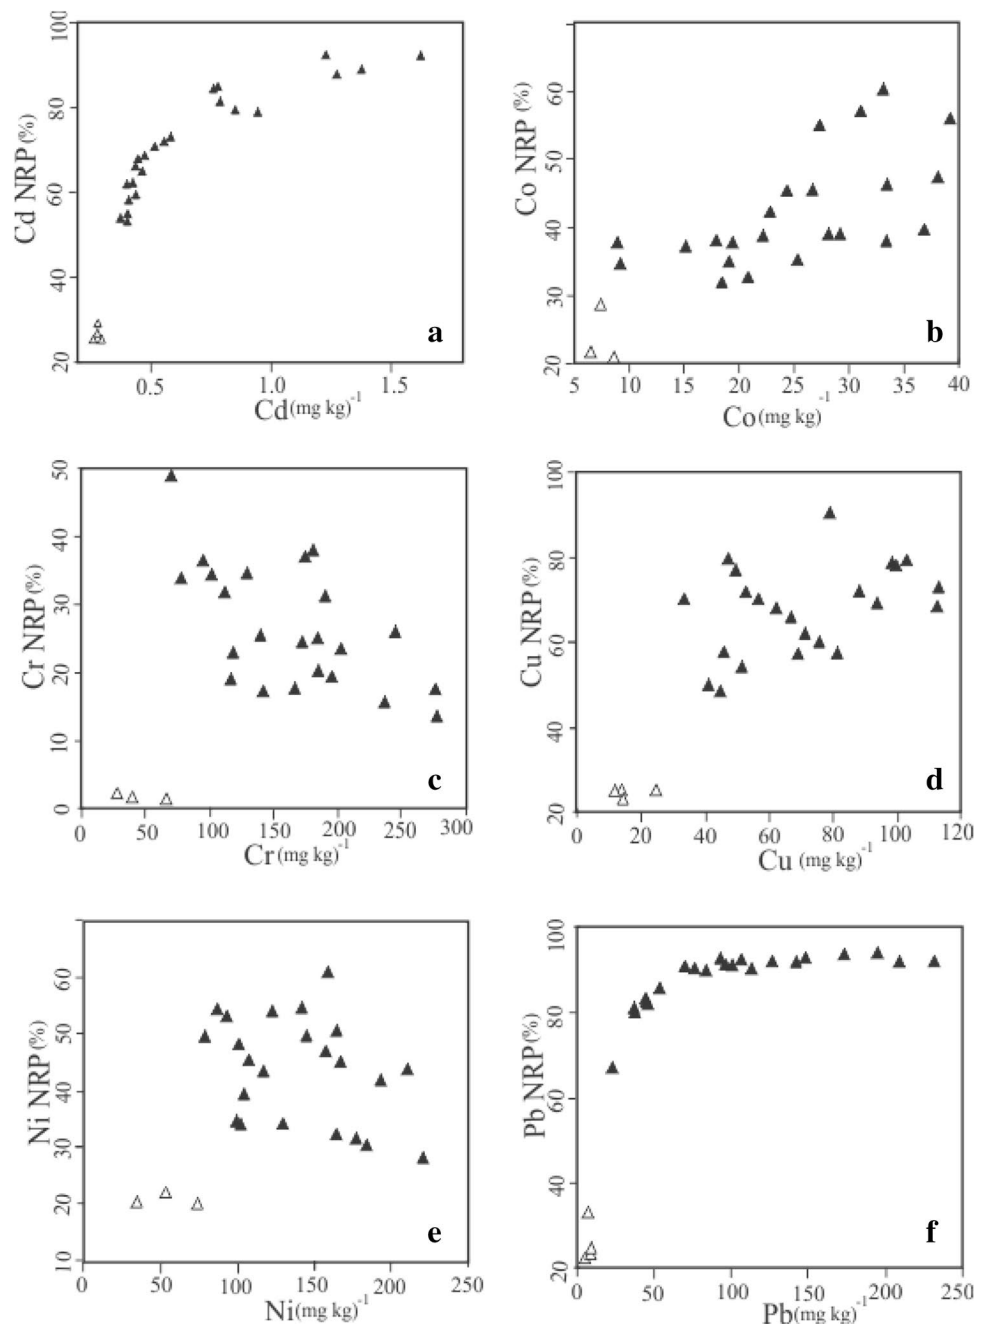 100
80
60
40
20
Cd NRP(%)
a
0.5 1.0 1.5
Cd(mg kg)-1
60
50
40
30
20
Co NRP(%)
b
5 10 15 20 25 30 35 40
Co(mg kg)-1
50
40
30
20
10
0
Cr NRP(%)
c
0 50 100 150 200 250 300
Cr(mg kg)-1
100
80
60
40
20
Cu NRP(%)
d
0 20 40 60 80 100 120
Cu (mg kg)-1
60
50
40
30
20
10
Ni NRP(%)
e
0 50 100 150 200 250
Ni(mg kg)-1
100
80
60
40
20
Pb NRP(%)
f
0 50 100 150 200 250
Pb(mg kg)-1